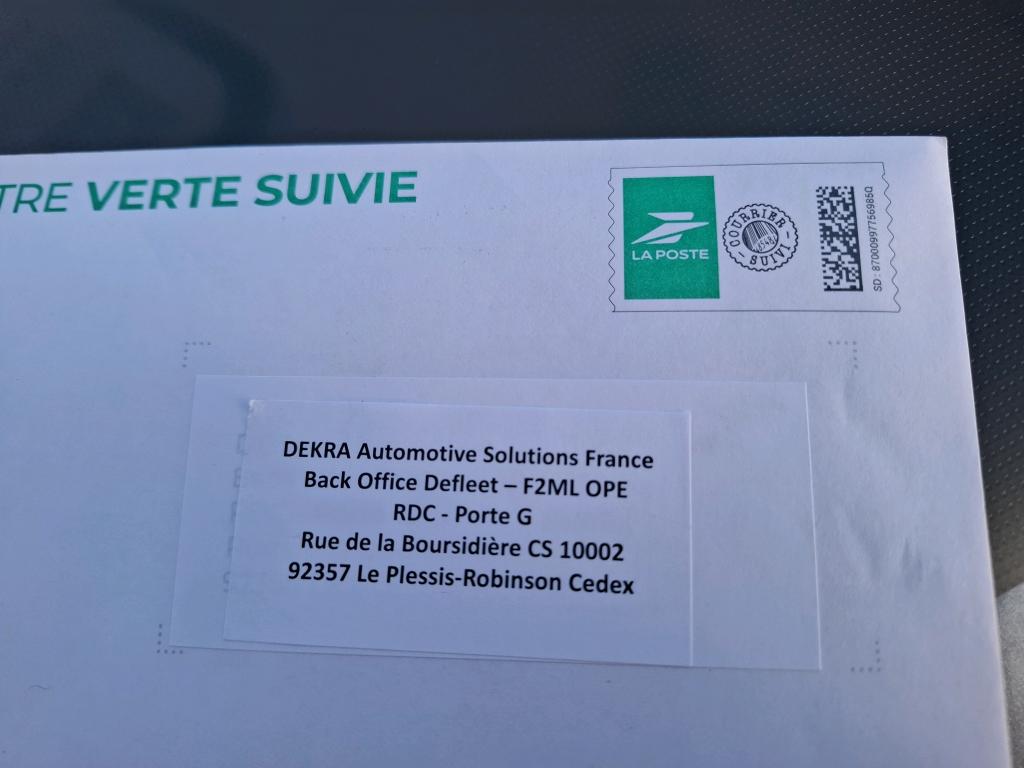 TRE VERTE SUIVIE
LA POSTE
COURRIER
SUIVI
SD : 87000997756985Q
DEKRA Automotive Solutions France
Back Office Defleet – F2ML OPE
RDC - Porte G
Rue de la Boursidière CS 10002
92357 Le Plessis-Robinson Cedex